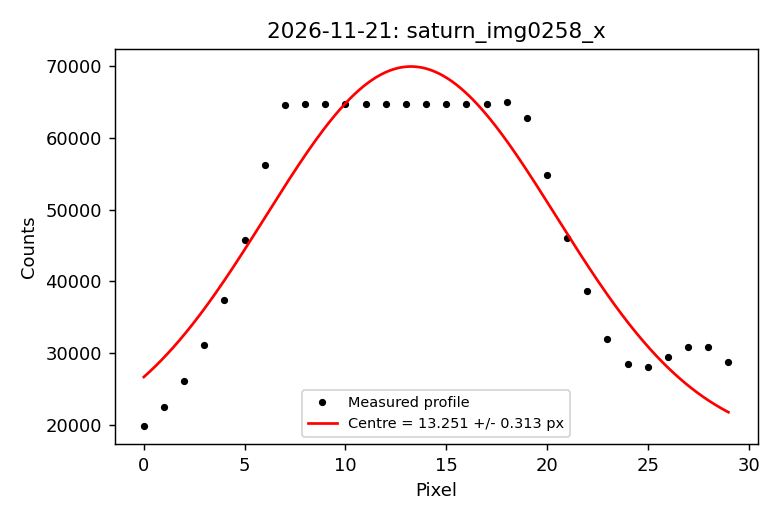 2026-11-21: saturn_img0258_x
70000
60000
50000
40000
30000
20000
Counts
Measured profile
Centre = 13.251 +/- 0.313 px
0 5 10 15 20 25 30
Pixel